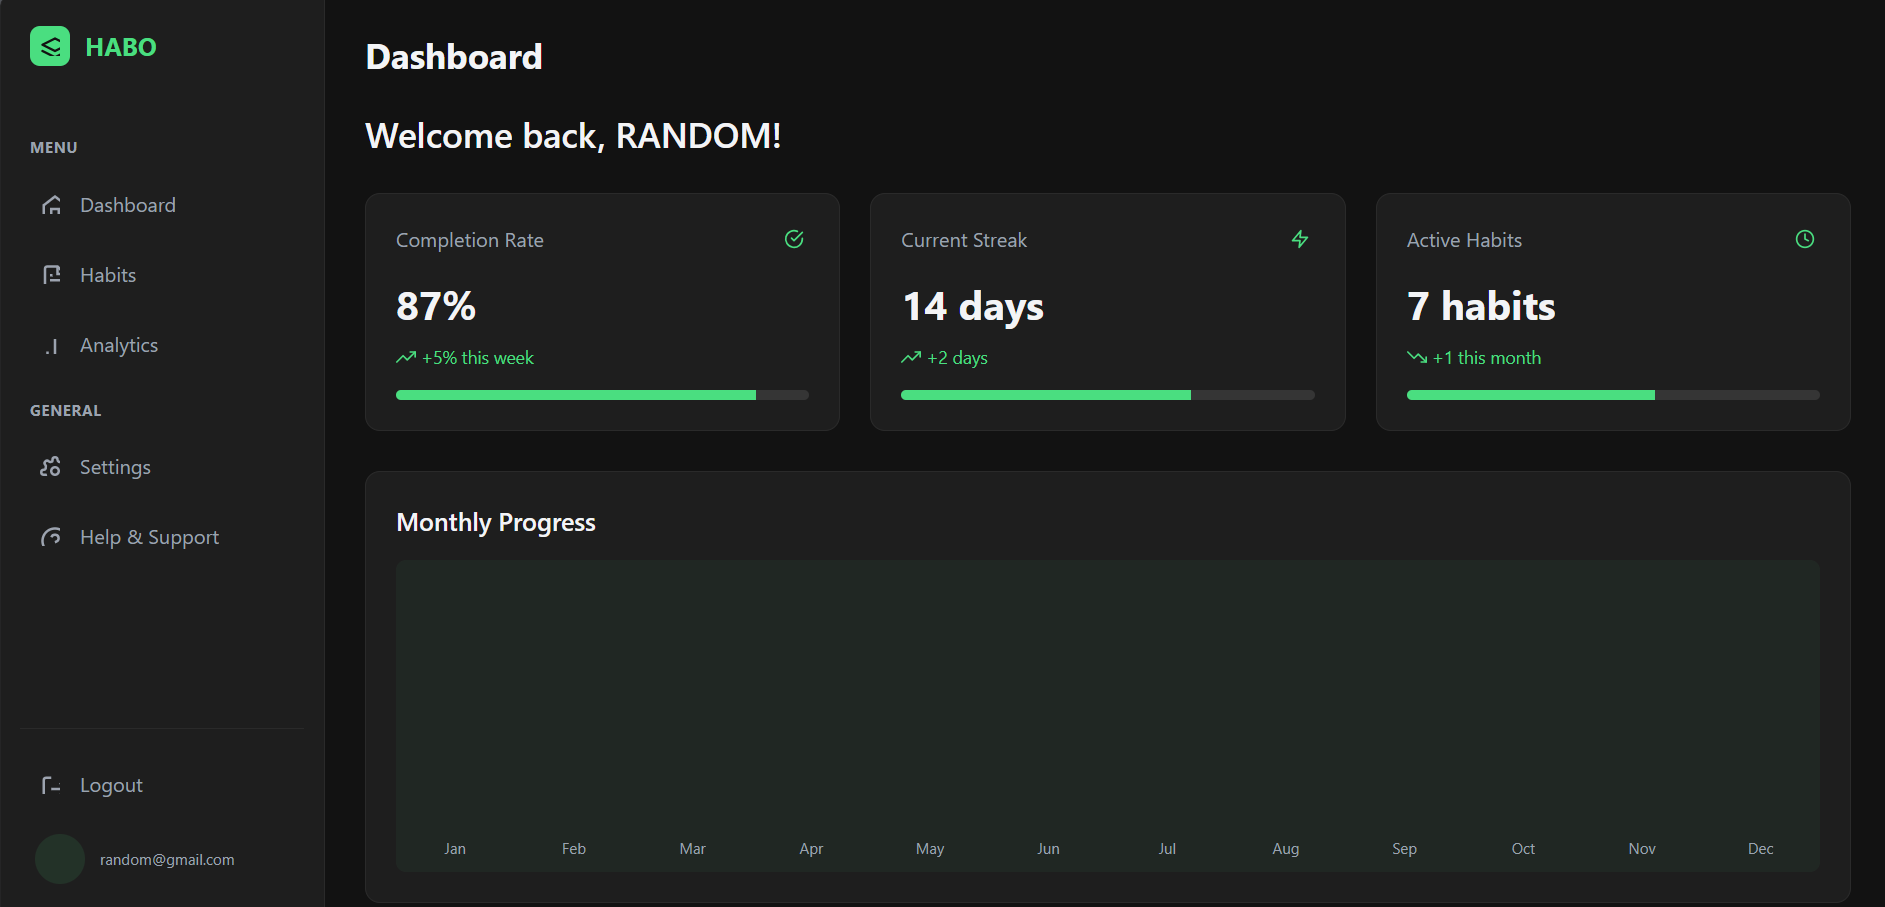 HABO
MENU
Dashboard
Habits
Analytics
GENERAL
Settings
Help & Support
Logout
random@gmail.com
Dashboard
Welcome back, RANDOM!
Completion Rate
87%
+5% this week
Current Streak
14 days
+2 days
Active Habits
7 habits
+1 this month
Monthly Progress
Jan Feb Mar Apr May Jun Jul Aug Sep Oct Nov Dec